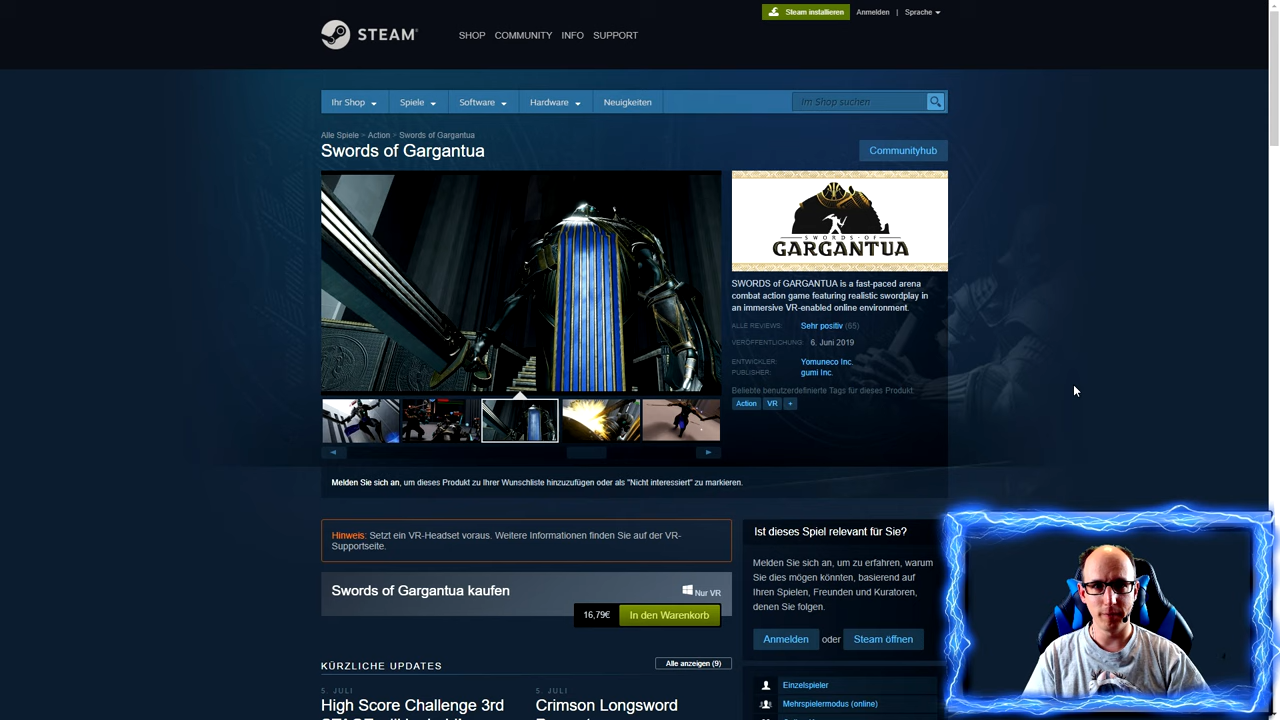 Steam installieren
Anmelden
|
Sprache
STEAM®
SHOP
COMMUNITY
INFO
SUPPORT
Ihr Shop
Spiele
Software
Hardware
Neuigkeiten
Im Shop suchen
Alle Spiele > Action > Swords of Gargantua
Swords of Gargantua
Communityhub
SWORDS OF
GARGANTUA
SWORDS of GARGANTUA is a fast-paced arena
combat action game featuring realistic swordplay in
an immersive VR-enabled online environment.
ALLE REVIEWS: Sehr positiv (65)
VERÖFFENTLICHUNG: 6. Juni 2019
ENTWICKLER: Yomuneco Inc.
PUBLISHER: gumi Inc.
Beliebte benutzerdefinierte Tags für dieses Produkt:
Action
VR
+
Melden Sie sich an, um dieses Produkt zu Ihrer Wunschliste hinzuzufügen oder als "Nicht interessiert" zu markieren.
Hinweis: Setzt ein VR-Headset voraus. Weitere Informationen finden Sie auf der VR-
Supportseite.
Swords of Gargantua kaufen
Nur VR
16,79€
In den Warenkorb
KÜRZLICHE UPDATES
Alle anzeigen (9)
5. JULI
High Score Challenge 3rd
5. JULI
Crimson Longsword
Ist dieses Spiel relevant für Sie?
Melden Sie sich an, um zu erfahren, warum
Sie dies mögen könnten, basierend auf
Ihren Spielen, Freunden und Kuratoren,
denen Sie folgen.
Anmelden oder Steam öffnen
Einzelspieler
Mehrspielermodus (online)